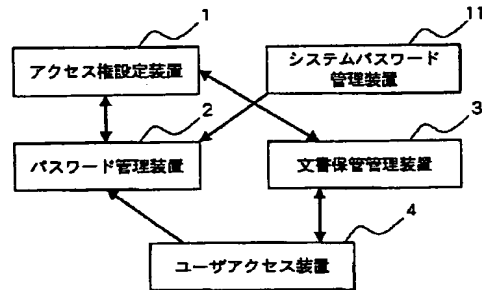 1
アクセス権設定装置
11
システムパスワード
管理装置
2
パスワード管理装置
3
文書保管管理装置
4
ユーザアクセス装置